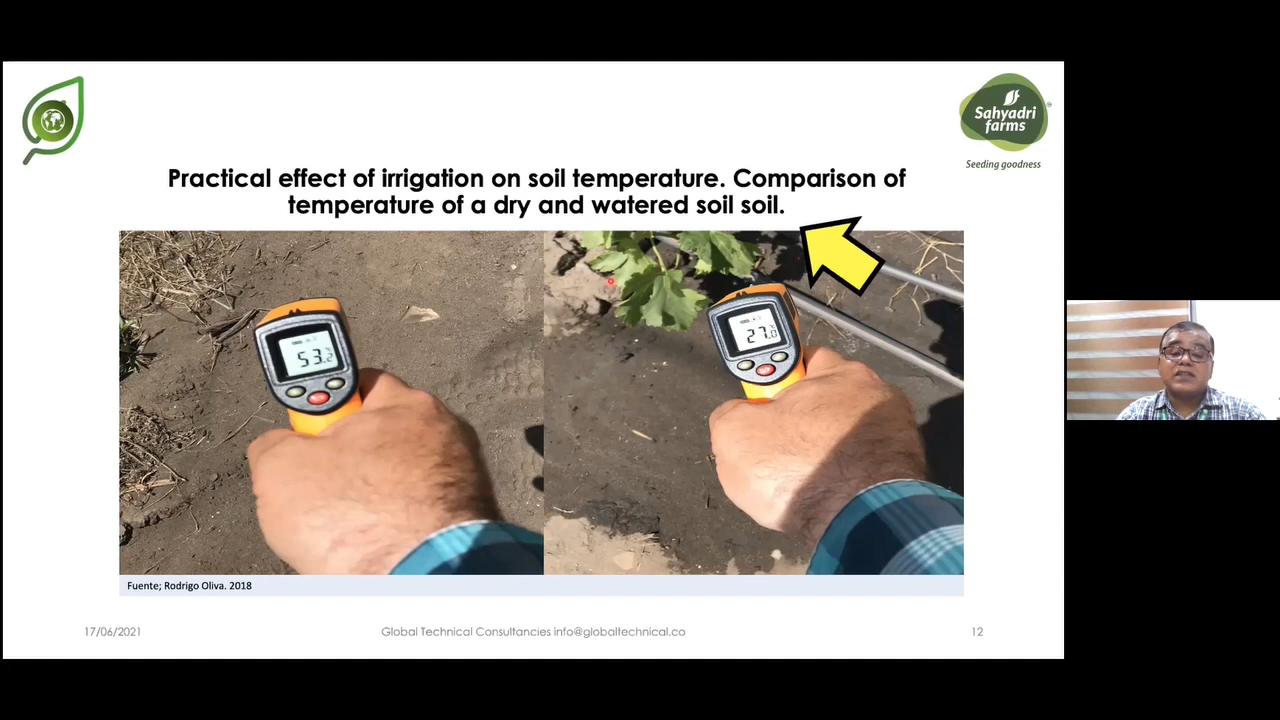 Sahyadri
farms
Seeding goodness
Practical effect of irrigation on soil temperature. Comparison of
temperature of a dry and watered soil soil.
53.2
27.0
Fuente; Rodrigo Oliva. 2018
17/06/2021
Global Technical Consultancies info@globaltechnical.co
12